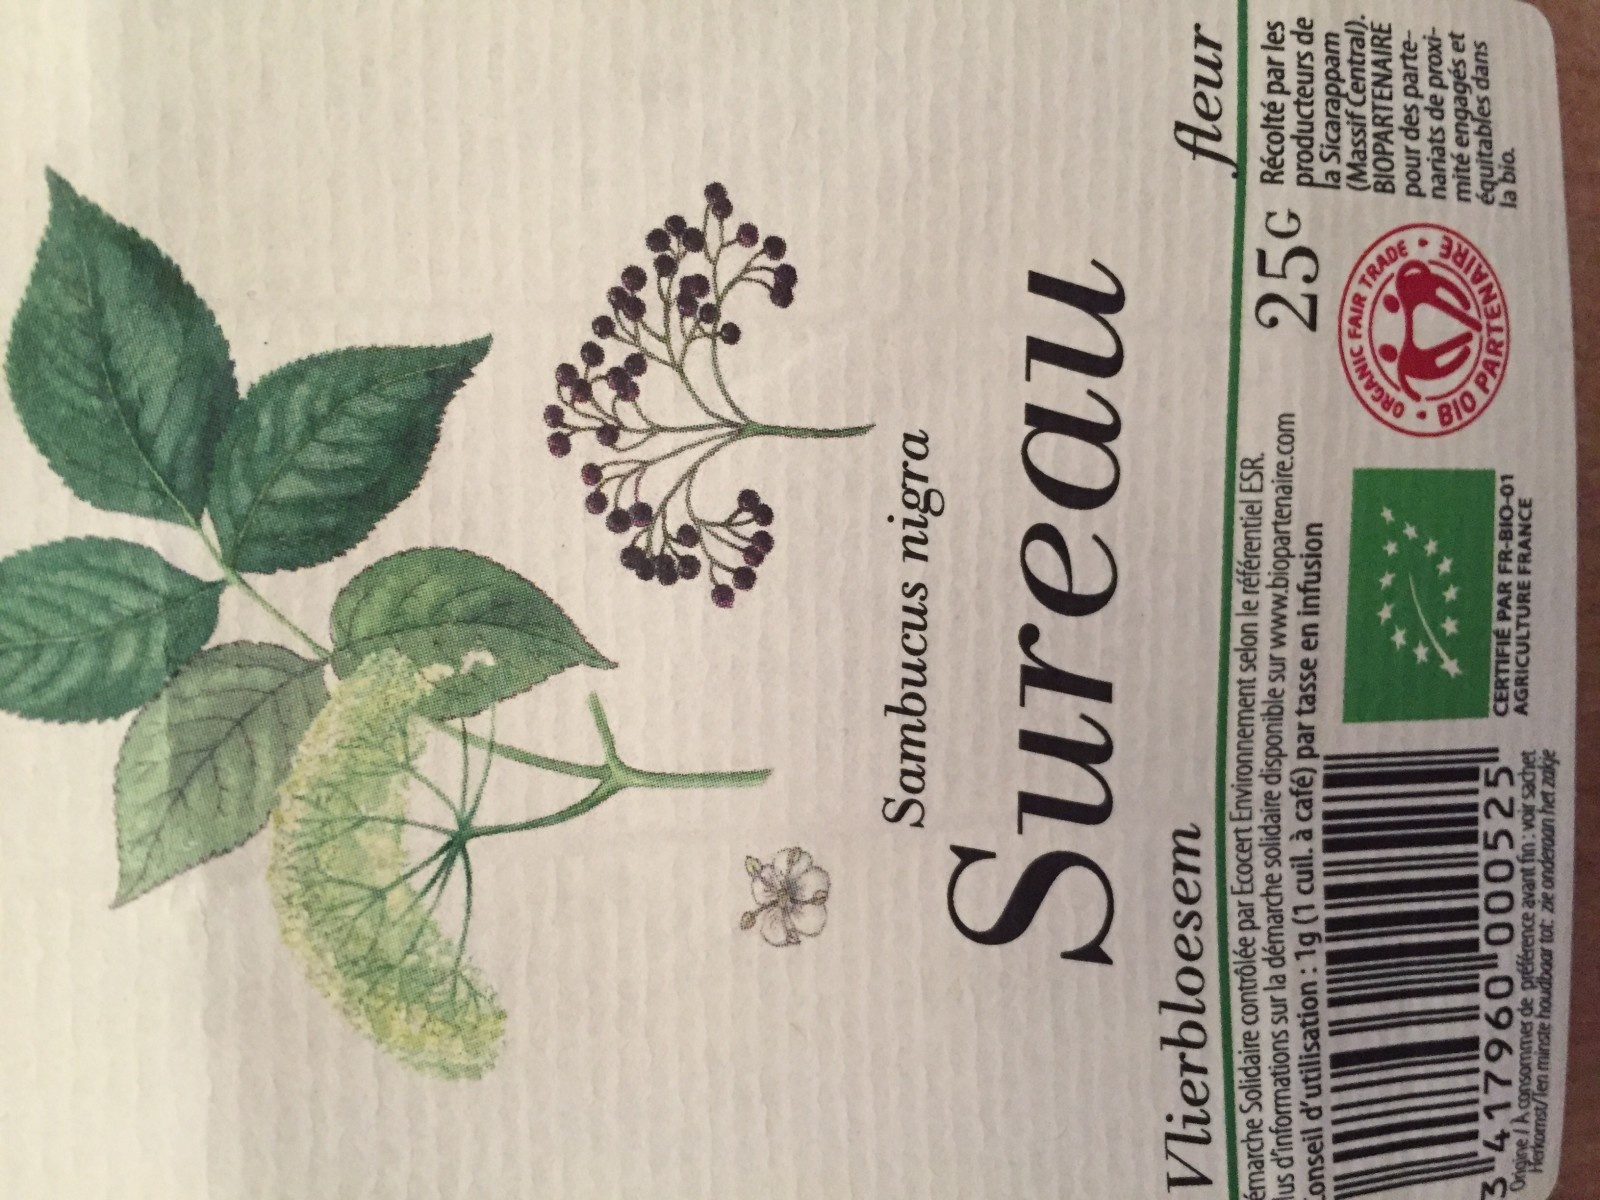 Sambucus nigra
Sureau
Vlierbloesem
fleur
émarche Solidaire contrôlée par Ecocert Environnement selon le référentiel ESR.
lus d'informations sur la démarche solidaire disponible sur www.biopartenaire.com
onseil d'utilisation : 1g (1 cuil. à café) par tasse en infusion
25G
Récolté par les
producteurs de
la Sicarappam
(Massif Central).
BIOPARTENAIRE
pour des parte-
nariats de proxi-
mité engagés et
équitables dans
la bio.
ORGANIC FAIR TRADE
BIO PARTENAIRE
CERTIFIÉ PAR FR-BIO-01
AGRICULTURE FRANCE
3 417960 000525
Origine / À consommer de préférence avant fin : voir sachet
Herkomst/Ten minste houdbaar tot: zie onderaan het zakje